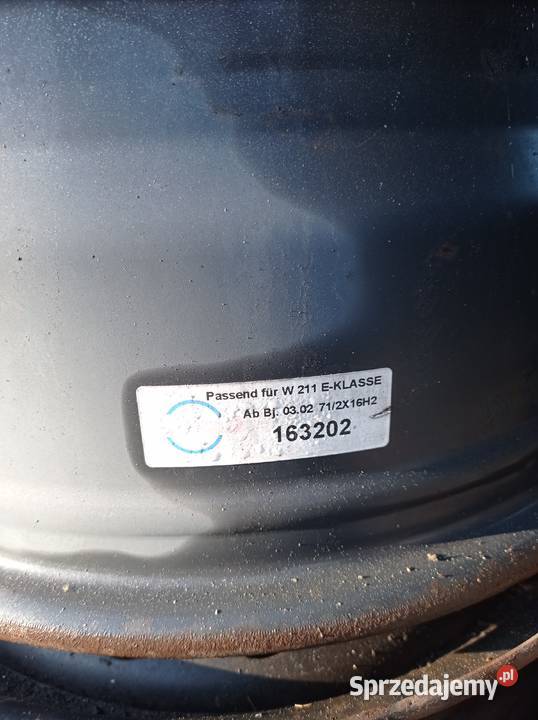 Passend für W 211 E-KLASSE
Ab Bj. 03.02 71/2X16H2
163202
Sprzedajemy.pl